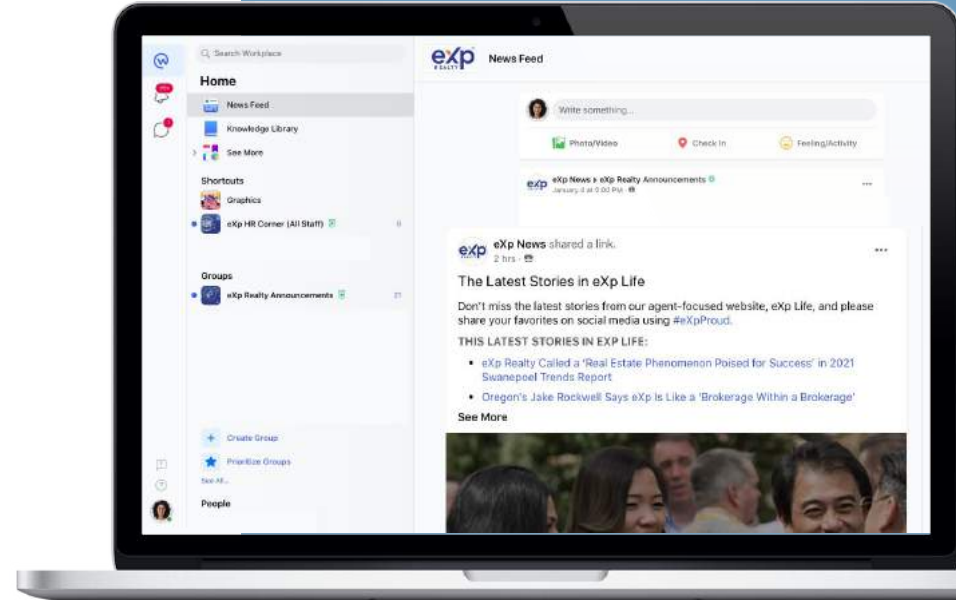 Search Workplace
Home
News Feed
Knowledge Library
See More
Shortcuts
Graphics
eXp HR Corner (All Staff)
6
Groups
eXp Realty Announcements
21
Create Group
Prioritize Groups
See All...
People
eXp
REALTY
News Feed
Write something...
Photo/Video
Check In
Feeling/Activity
eXp
eXp News ▸ eXp Realty Announcements
January 4 at 5:00 PM ·
eXp
eXp News shared a link.
2 hrs ·
The Latest Stories in eXp Life
Don't miss the latest stories from our agent-focused website, eXp Life, and please
share your favorites on social media using #eXpProud.
THIS LATEST STORIES IN EXP LIFE:
• eXp Realty Called a 'Real Estate Phenomenon Poised for Success' in 2021
Swanepoel Trends Report
• Oregon's Jake Rockwell Says eXp Is Like a 'Brokerage Within a Brokerage'
See More